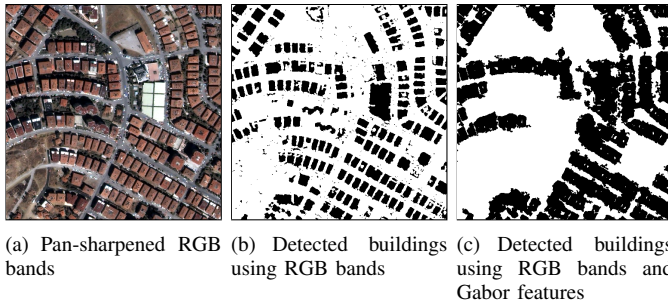 (a) Pan-sharpened RGB
bands
(b) Detected buildings
using RGB bands
(c) Detected buildings
using RGB bands and
Gabor features